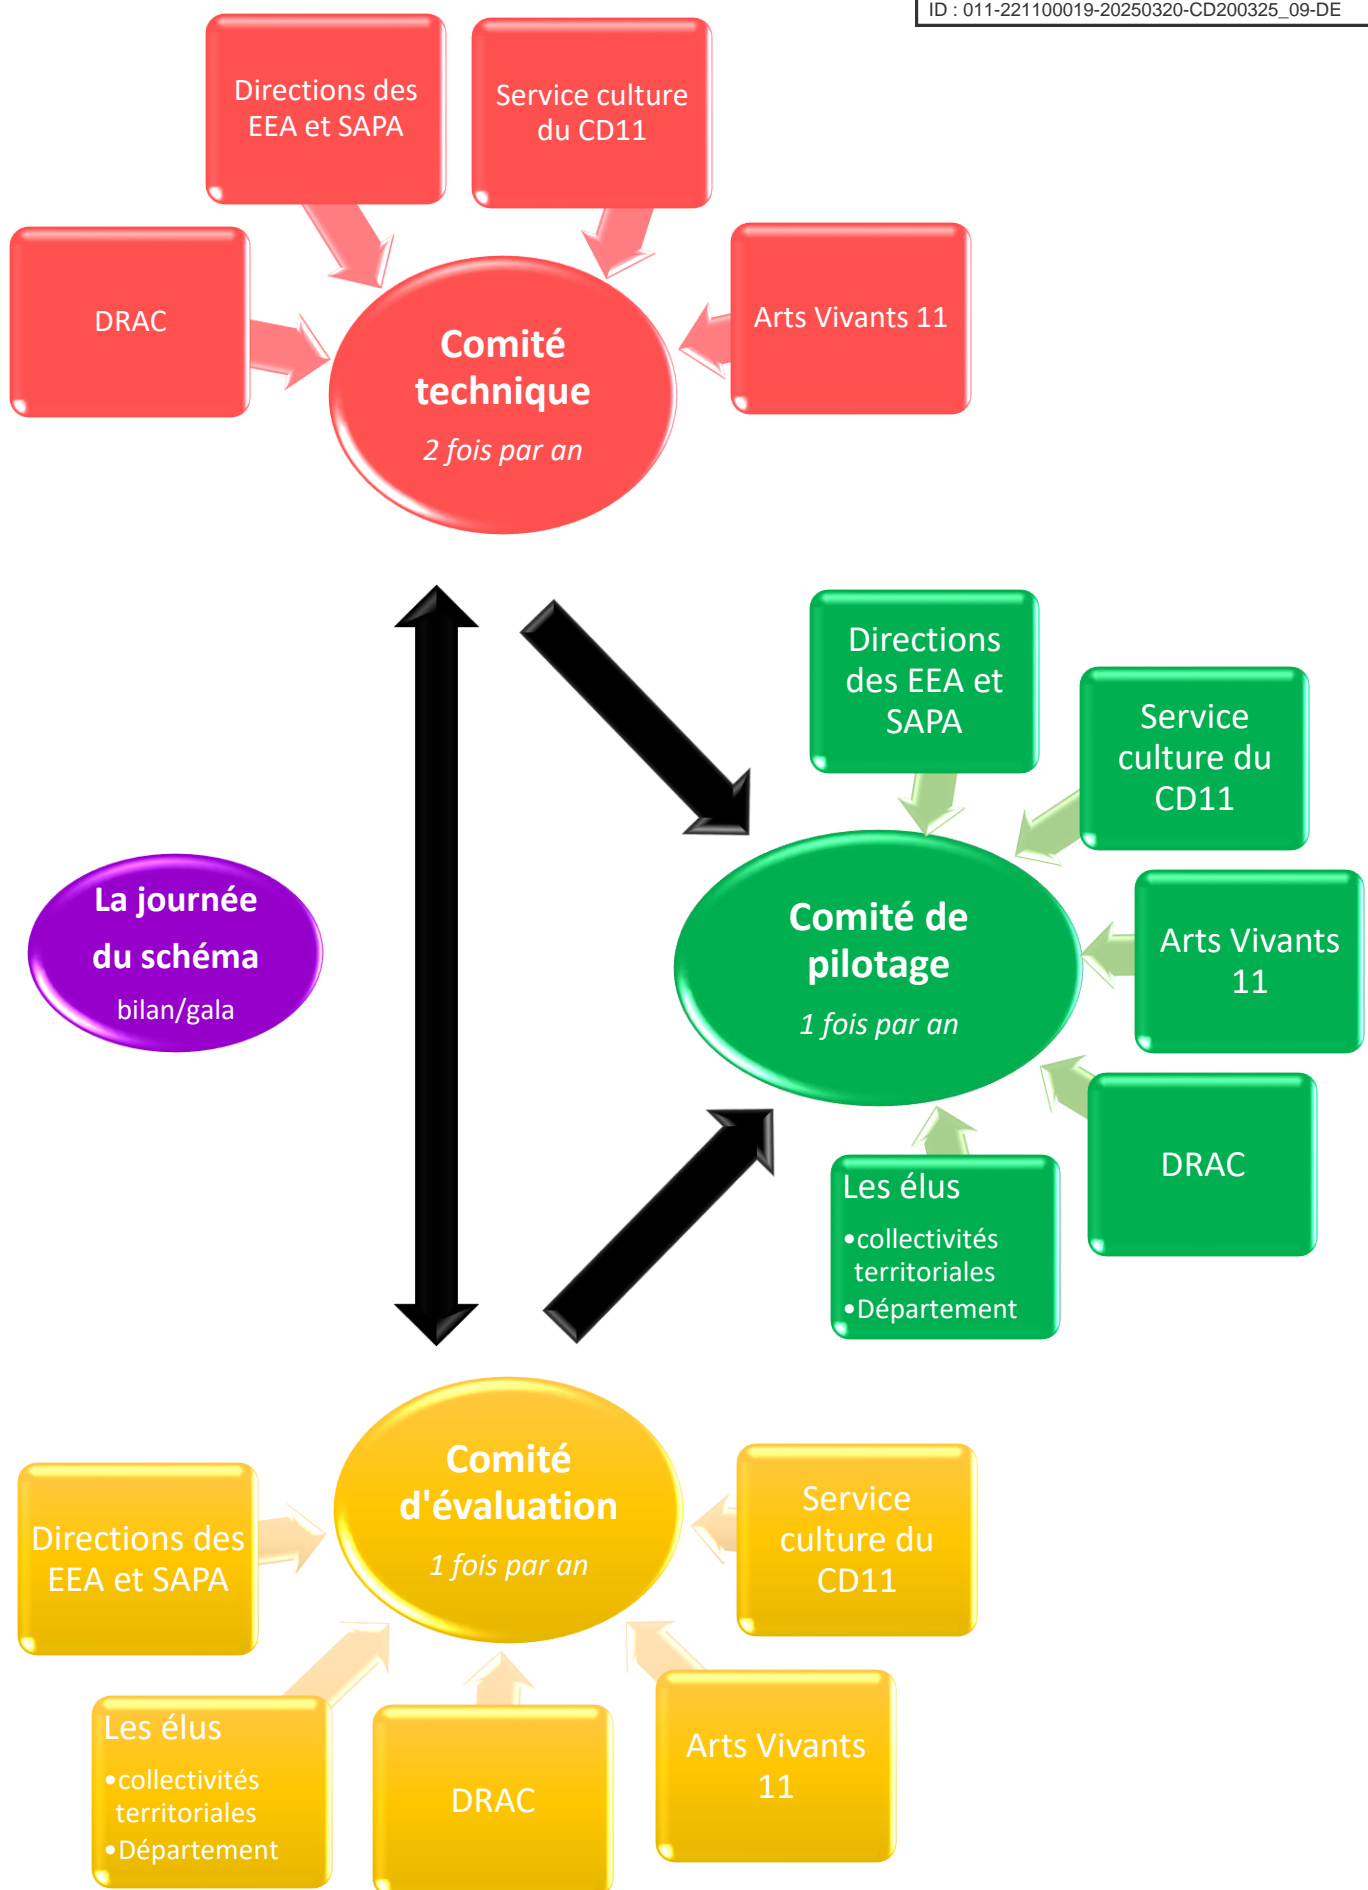 ID : 011-221100019-20250320-CD200325_09-DE
Directions des
EEA et SAPA
Service culture
du CD11
DRAC
Arts Vivants 11
Comité
technique
2 fois par an
Directions
des EEA et
SAPA
Service
culture du
CD11
La journée
du schéma
bilan/gala
Comité de
pilotage
1 fois par an
Arts Vivants
11
DRAC
Les élus
•collectivités
territoriales
•Département
Comité
d'évaluation
1 fois par an
Directions des
EEA et SAPA
Service
culture du
CD11
Les élus
•collectivités
territoriales
•Département
DRAC
Arts Vivants
11